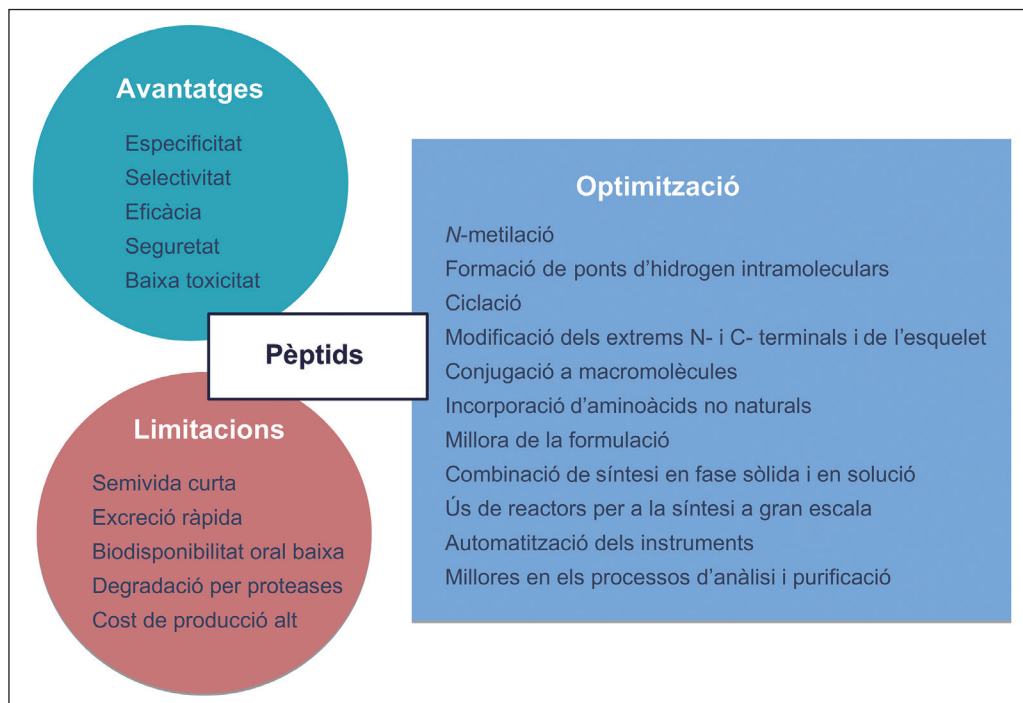 Avantatges
Especificitat
Selectivitat
Eficàcia
Seguretat
Baixa toxicitat
Pèptids
Limitacions
Semivida curta
Excreció ràpida
Biodisponibilitat oral baixa
Degradació per proteases
Cost de producció alt
Optimització
N-metilació
Formació de ponts d’hidrogen intramoleculars
Ciclació
Modificació dels extrems N- i C- terminals i de l’esquelet
Conjugació a macromolècules
Incorporació d’aminoàcids no naturals
Millora de la formulació
Combinació de síntesi en fase sòlida i en solució
Ús de reactors per a la síntesi a gran escala
Automatització dels instruments
Millores en els processos d’anàlisi i purificació